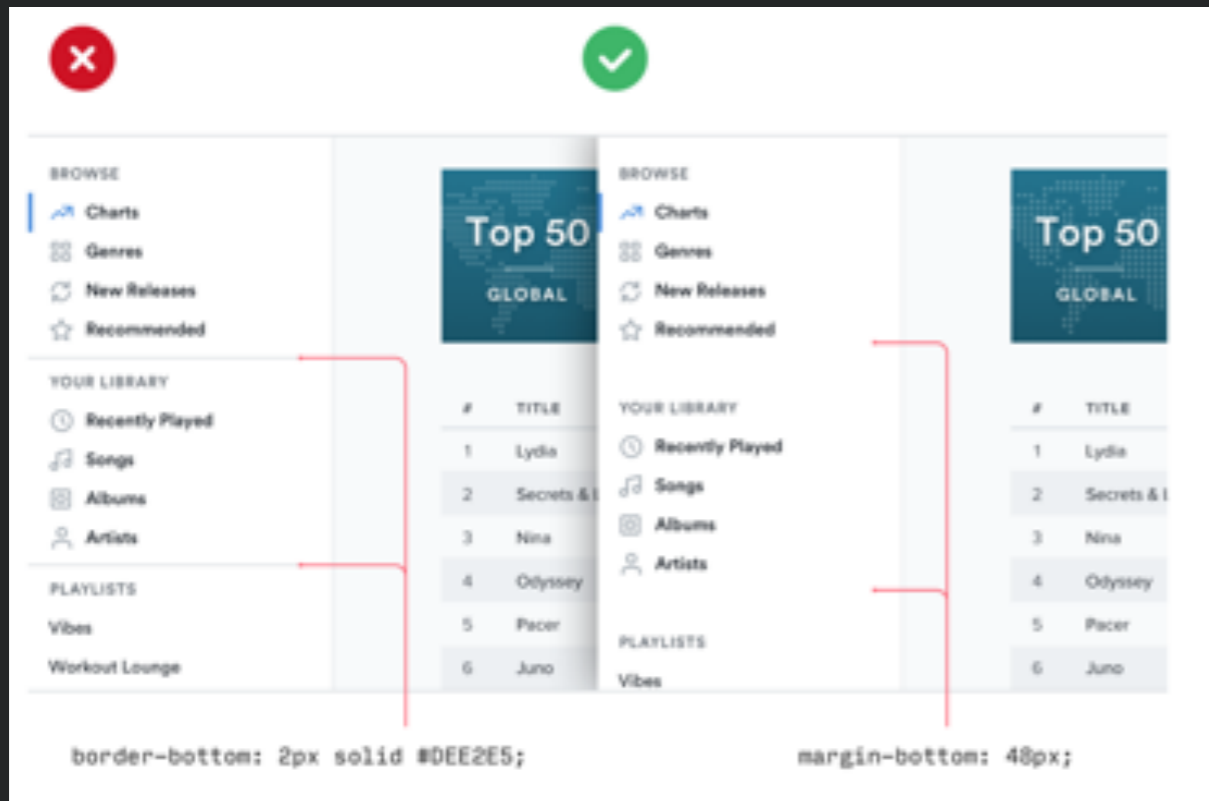 BROWSE
Charts
Genres
New Releases
Recommended
YOUR LIBRARY
Recently Played
Songs
Albums
Artists
PLAYLISTS
Vibes
Workout Lounge
Top 50
GLOBAL
# TITLE
1 Lydia
2 Secrets & L
3 Nina
4 Odyssey
5 Pacer
6 Juno
border-bottom: 2px solid #DEE2E5;
BROWSE
Charts
Genres
New Releases
Recommended
YOUR LIBRARY
Recently Played
Songs
Albums
Artists
PLAYLISTS
Vibes
Top 50
GLOBAL
# TITLE
1 Lydia
2 Secrets & L
3 Nina
4 Odyssey
5 Pacer
6 Juno
margin-bottom: 48px;